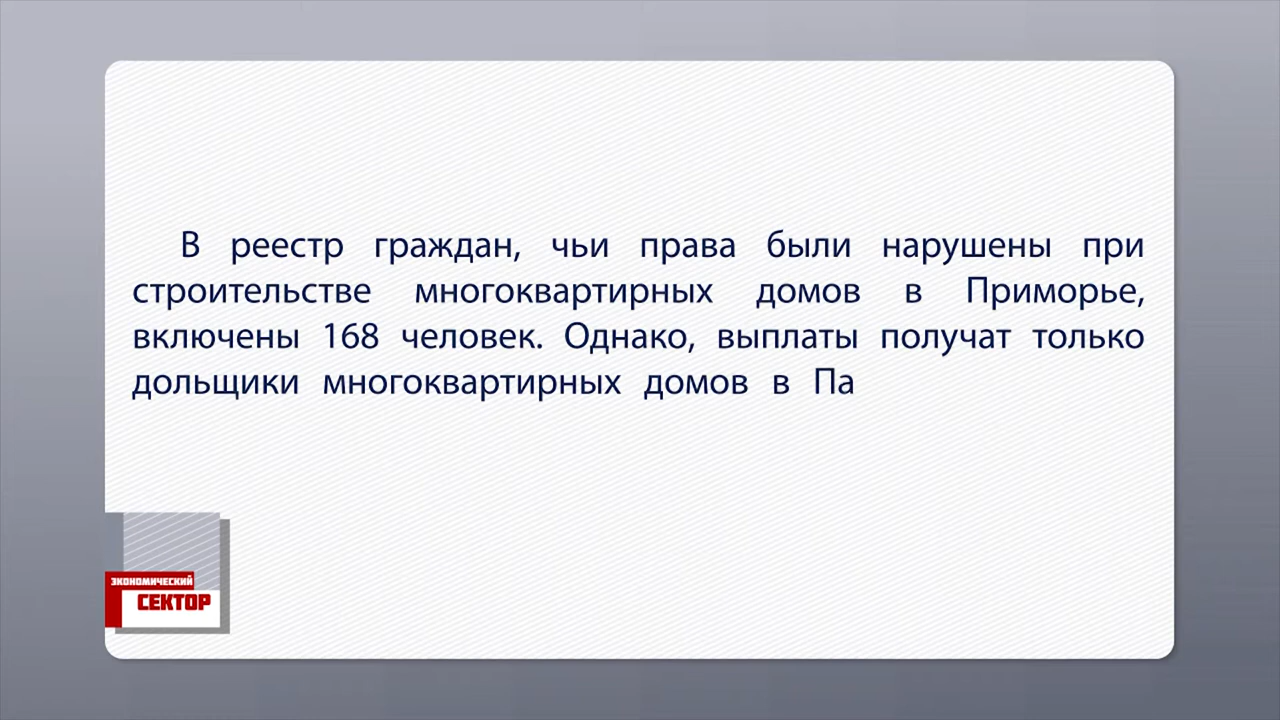 В реестр граждан, чьи права были нарушены при
строительстве многоквартирных домов в Приморье,
включены 168 человек. Однако, выплаты получат только
дольщики многоквартирных домов в Па
ЭКОНОМИЧЕСКИЙ
СЕКТОР